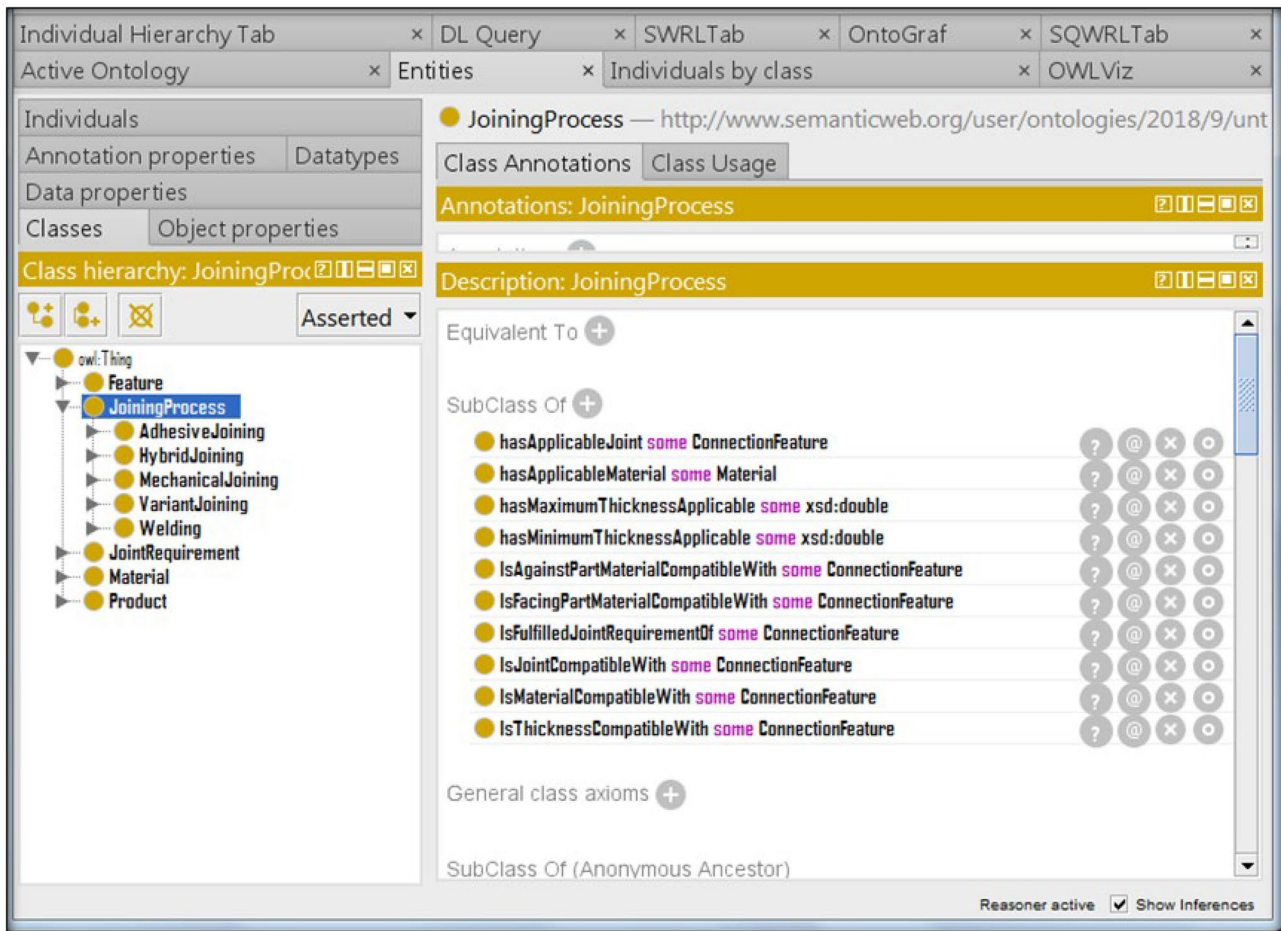 Individual Hierarchy Tab × DL Query × SWRLTab × OntoGraf × SQWRLTab ×
Active Ontology × Entities × Individuals by class × OWLViz ×
Individuals
Annotation properties Datatypes
Data properties
Classes Object properties
Class hierarchy: JoiningProc
Asserted
owl:Thing
Feature
JoiningProcess
AdhesiveJoining
HybridJoining
MechanicalJoining
VariantJoining
Welding
JointRequirement
Material
Product
JoiningProcess — http://www.semanticweb.org/user/ontologies/2018/9/unt
Class Annotations Class Usage
Annotations: JoiningProcess
Description: JoiningProcess
Equivalent To
SubClass Of
hasApplicableJoint some ConnectionFeature
hasApplicableMaterial some Material
hasMaximumThicknessApplicable some xsd:double
hasMinimumThicknessApplicable some xsd:double
IsAgainstPartMaterialCompatibleWith some ConnectionFeature
IsFacingPartMaterialCompatibleWith some ConnectionFeature
IsFulfilledJointRequirementOf some ConnectionFeature
IsJointCompatibleWith some ConnectionFeature
IsMaterialCompatibleWith some ConnectionFeature
IsThicknessCompatibleWith some ConnectionFeature
General class axioms
SubClass Of (Anonymous Ancestor)
Reasoner active Show Inferences